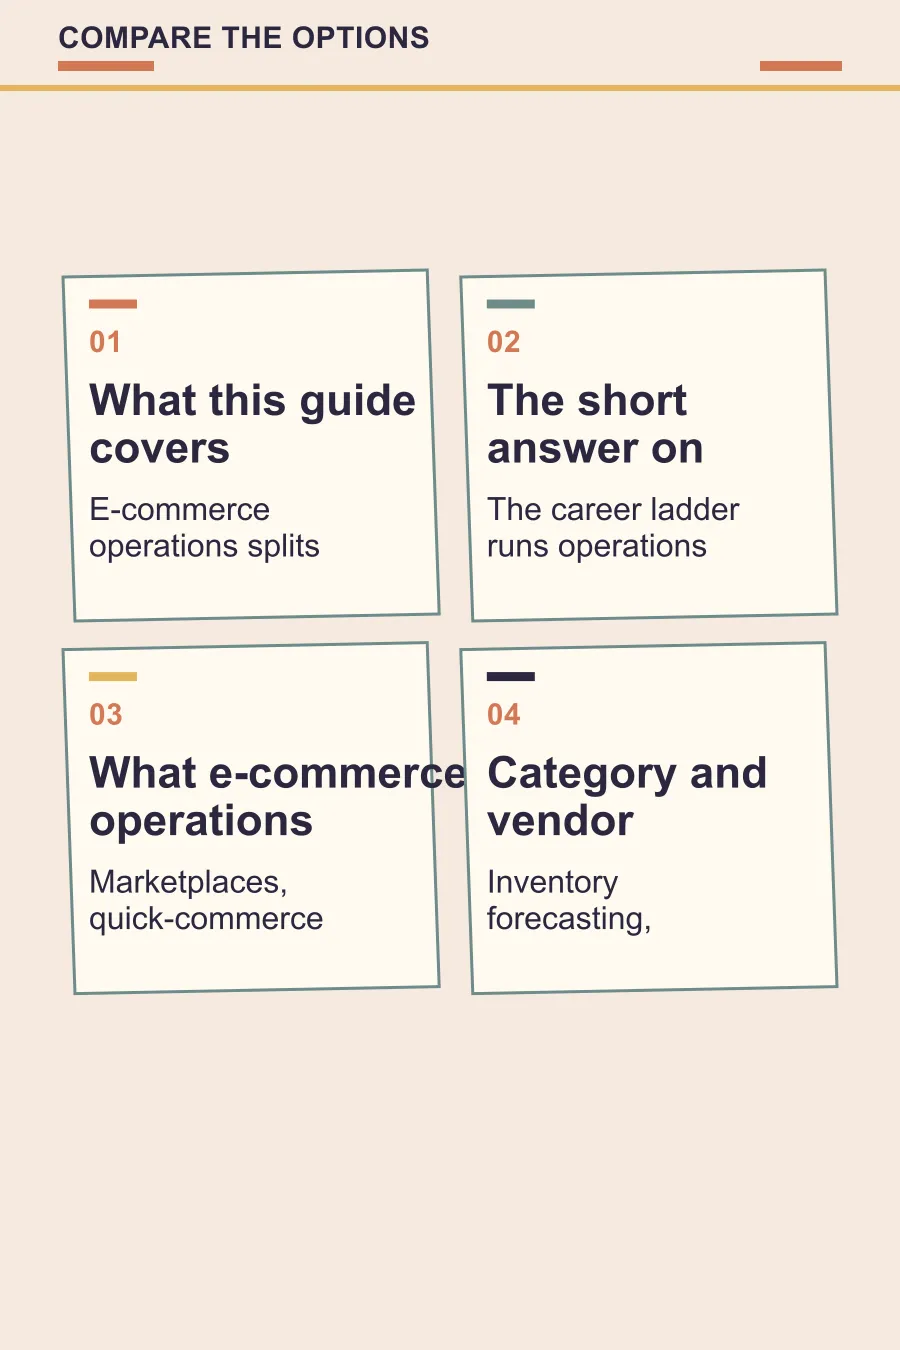 COMPARE THE OPTIONS
01
What this guide
covers
E-commerce
operations splits
02
The short
answer on
The career ladder
runs operations
03
What e-commerce
operations
Marketplaces,
quick-commerce
04
Category and
vendor
Inventory
forecasting,